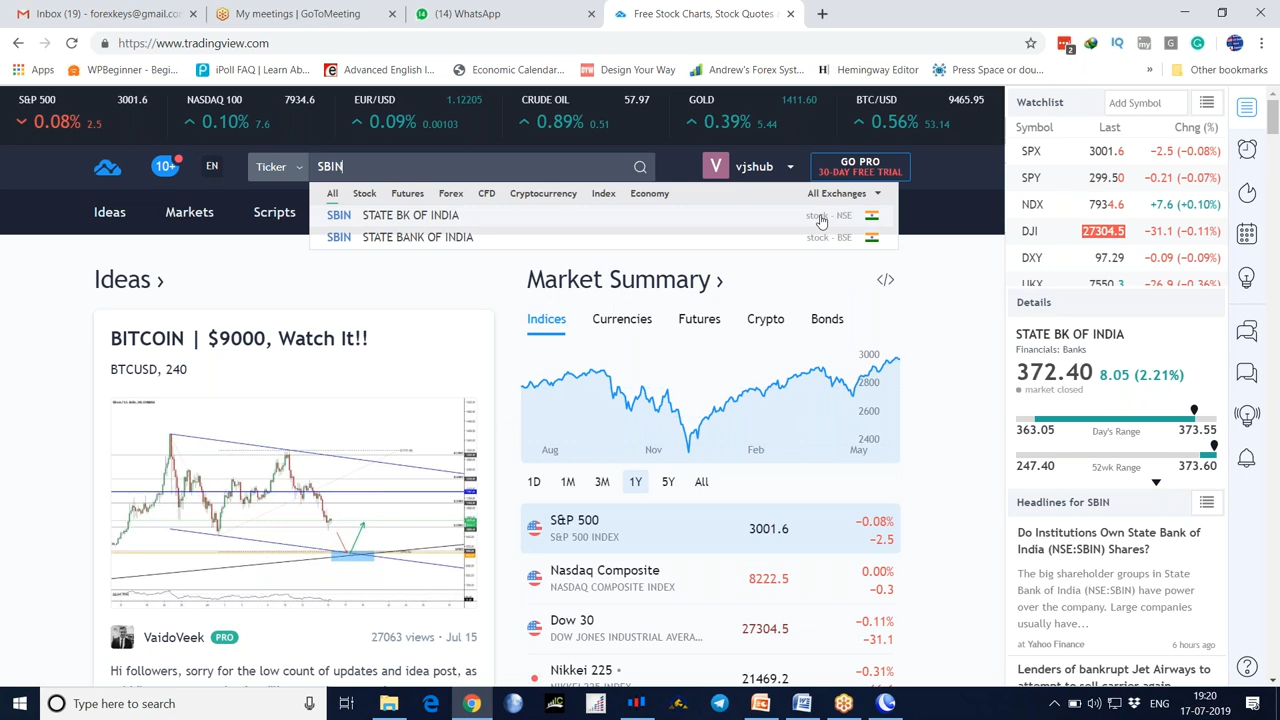 Inbox (19) - forexkeys@gmail.con
My meetings | GoToMeeting
(14) WhatsApp
Free Stock Charts, Stock Quotes a
https://www.tradingview.com
Apps
WPBeginner - Begi...
iPoll FAQ | Learn Ab...
Advanced English I...
Economic Calendar...
Design Your Way
Andrew's Forex Syst...
Hemingway Editor
Press Space or dou...
»
Other bookmarks
S&P 500 3001.6
0.08% 2.5
NASDAQ 100 7934.6
0.10% 7.6
EUR/USD 1.12205
0.09% 0.00103
CRUDE OIL 57.97
0.89% 0.51
GOLD 1411.60
0.39% 5.44
BTC/USD 9465.95
0.56% 53.14
10+
EN
Ticker
SBIN
V
vjshub
GO PRO
30-DAY FREE TRIAL
All
Stock
Futures
Forex
CFD
Cryptocurrency
Index
Economy
All Exchanges
SBIN STATE BK OF INDIA stock - NSE
SBIN STATE BANK OF INDIA stock - BSE
Ideas
Markets
Scripts
Ideas ›
BITCOIN | $9000, Watch It!!
BTCUSD, 240
VaidoVeek PRO
27063 views • Jul 15
Hi followers, sorry for the low count of updates and idea post, as
Market Summary ›
</>
Indices
Currencies
Futures
Crypto
Bonds
3000
2800
2600
2400
Aug
Nov
Feb
May
1D
1M
3M
1Y
5Y
All
S&P 500
S&P 500 INDEX
3001.6
−0.08%
−2.5
Nasdaq Composite
NASDAQ COMPOSITE INDEX
8222.5
0.00%
−0.3
Dow 30
DOW JONES INDUSTRIAL AVERA...
27304.5
−0.11%
−31.1
Nikkei 225
21469.2
−0.31%
Watchlist
Add Symbol
Symbol Last Chng (%)
SPX 3001.6 −2.5 (−0.08%)
SPY 299.50 −0.21 (−0.07%)
NDX 7934.6 +7.6 (+0.10%)
DJI 27304.5 −31.1 (−0.11%)
DXY 97.29 −0.09 (−0.09%)
UKX 7550.3 −26.9 (−0.36%)
Details
STATE BK OF INDIA
Financials: Banks
372.40 8.05 (2.21%)
market closed
363.05 Day's Range 373.55
247.40 52wk Range 373.60
Headlines for SBIN
Do Institutions Own State Bank of
India (NSE:SBIN) Shares?
The big shareholder groups in State
Bank of India (NSE:SBIN) have power
over the company. Large companies
usually have...
at Yahoo Finance 6 hours ago
Lenders of bankrupt Jet Airways to
attempt to sell carrier again
Type here to search
ENG
19:20
17-07-2019